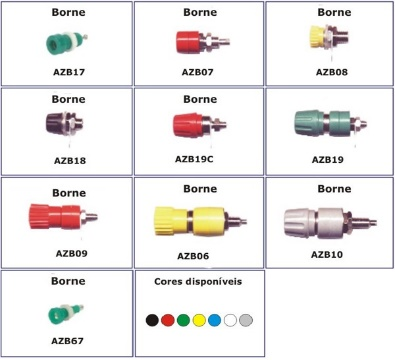 Borne
AZB17
Borne
AZB07
Borne
AZB08
Borne
AZB18
Borne
AZB19C
Borne
AZB19
Borne
AZB09
Borne
AZB06
Borne
AZB10
Borne
AZB67
Cores disponíveis